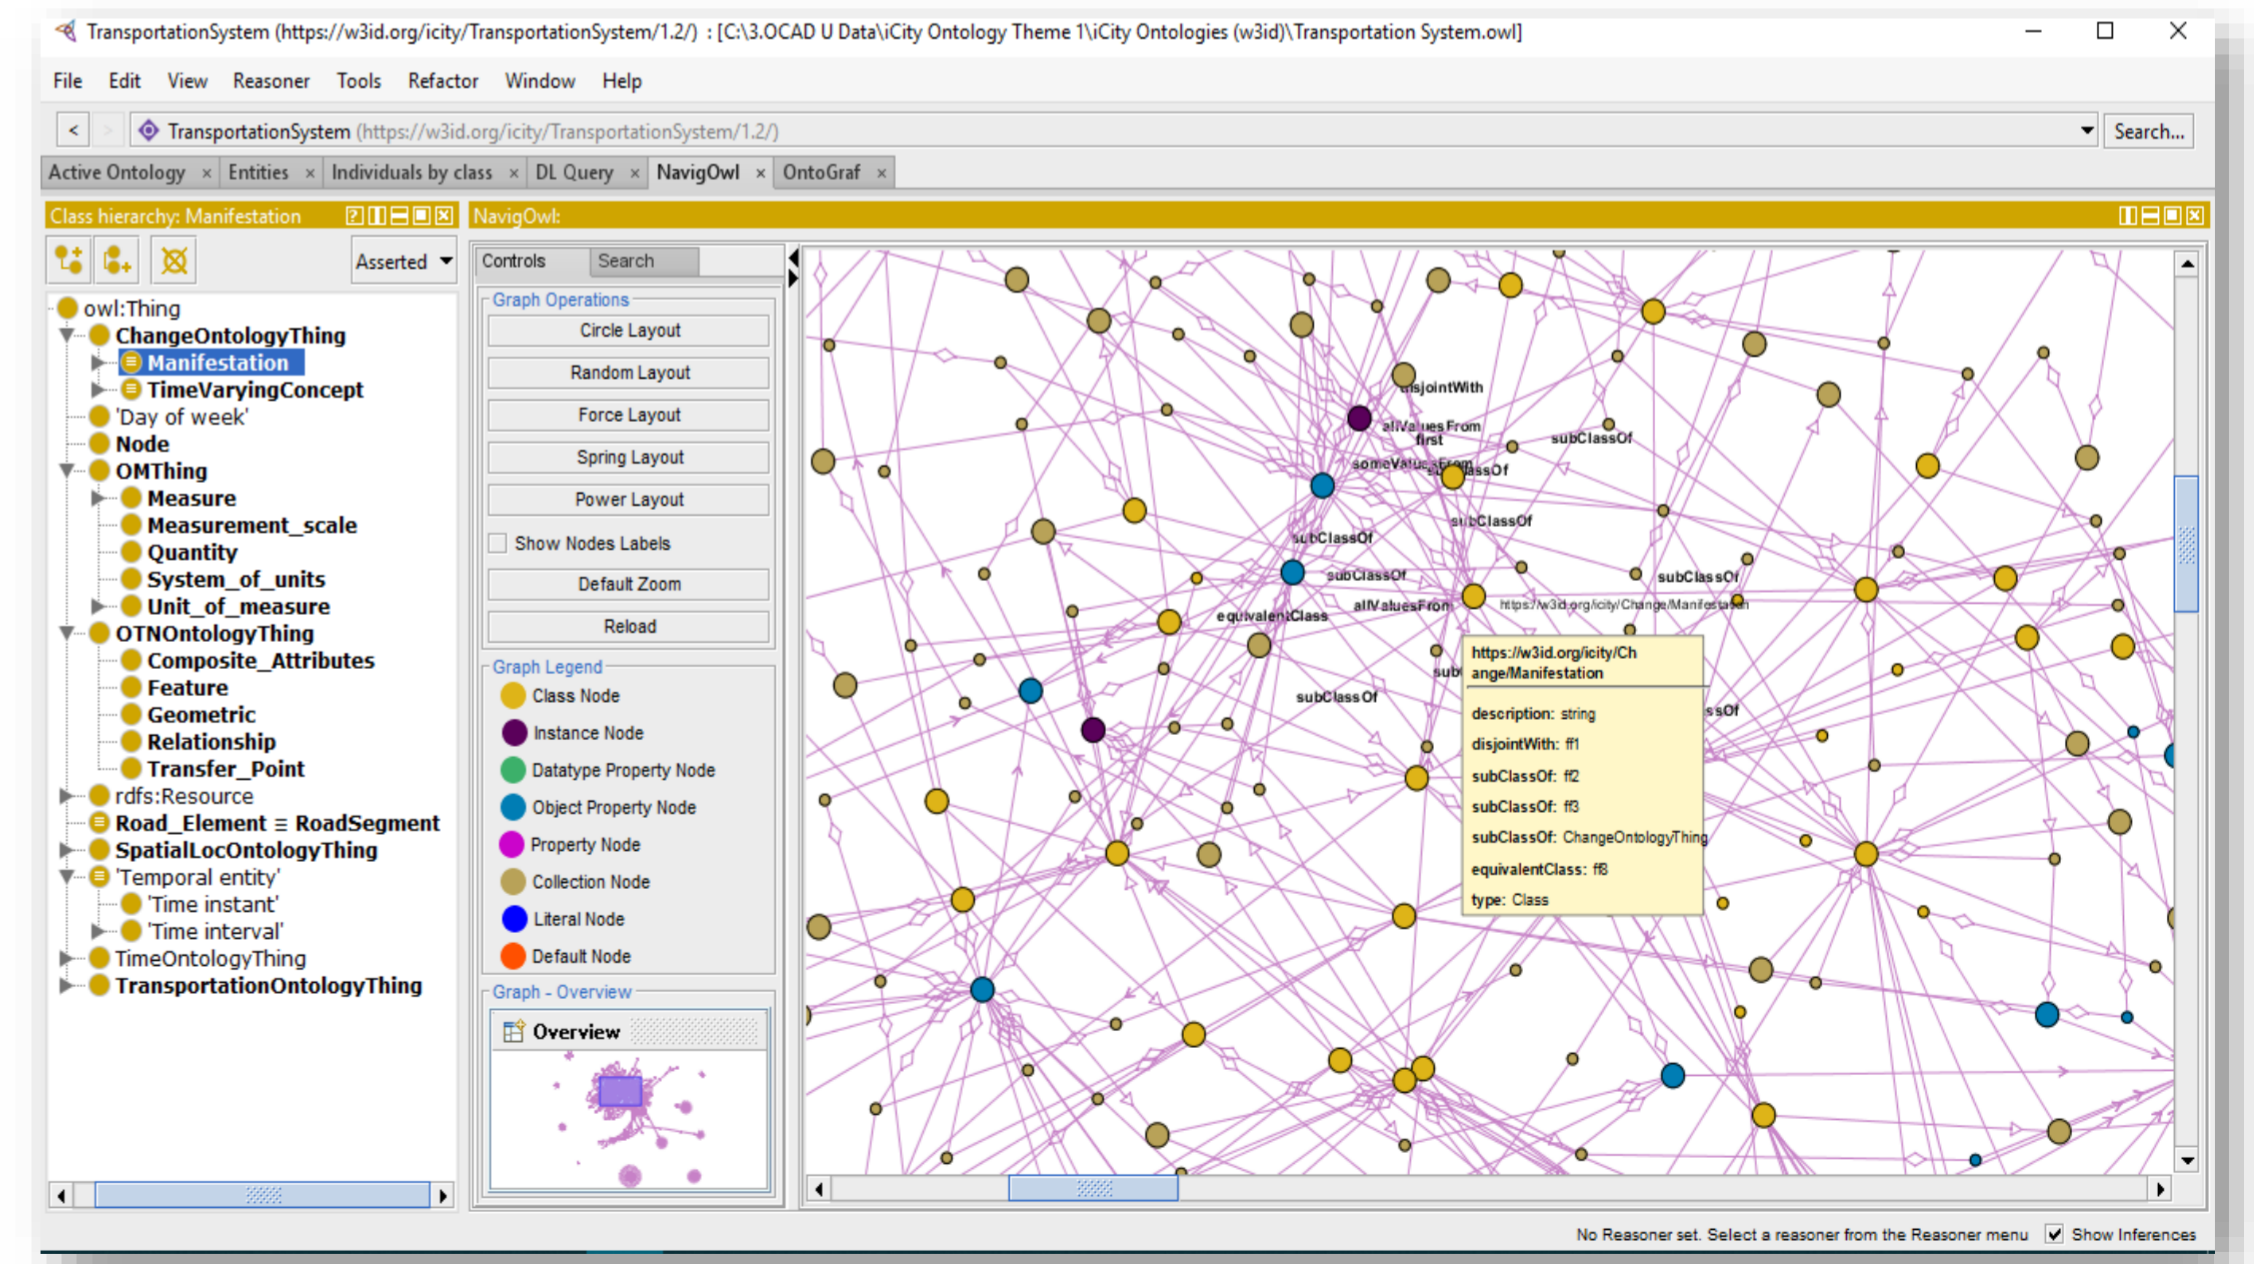 TransportationSystem (https://w3id.org/icity/TransportationSystem/1.2/) : [C:\3.OCAD U Data\iCity Ontology Theme 1\iCity Ontologies (w3id)\Transportation System.owl]
File Edit View Reasoner Tools Refactor Window Help
TransportationSystem (https://w3id.org/icity/TransportationSystem/1.2/) Search...
Active Ontology × Entities × Individuals by class × DL Query × NavigOwl × OntoGraf ×
Class hierarchy: Manifestation
Asserted
owl:Thing
ChangeOntologyThing
Manifestation
TimeVaryingConcept
'Day of week'
Node
OMThing
Measure
Measurement_scale
Quantity
System_of_units
Unit_of_measure
OTNOntologyThing
Composite_Attributes
Feature
Geometric
Relationship
Transfer_Point
rdfs:Resource
Road_Element ≡ RoadSegment
SpatialLocOntologyThing
'Temporal entity'
'Time instant'
'Time interval'
TimeOntologyThing
TransportationOntologyThing
NavigOwl:
Controls Search
Graph Operations
Circle Layout
Random Layout
Force Layout
Spring Layout
Power Layout
Show Nodes Labels
Default Zoom
Reload
Graph Legend
Class Node
Instance Node
Datatype Property Node
Object Property Node
Property Node
Collection Node
Literal Node
Default Node
Graph - Overview
Overview
allValuesFrom
first
subClassOf
subClassOf
subClassOf
subClassOf
subClassOf
equivalentClass
https://w3id.org/icity/Change/Manifestation
subClassOf
https://w3id.org/icity/Ch
ange/Manifestation
description: string
disjointWith: ff1
subClassOf: ff2
subClassOf: ff3
subClassOf: ChangeOntologyThing
equivalentClass: ff8
type: Class
No Reasoner set. Select a reasoner from the Reasoner menu Show Inferences